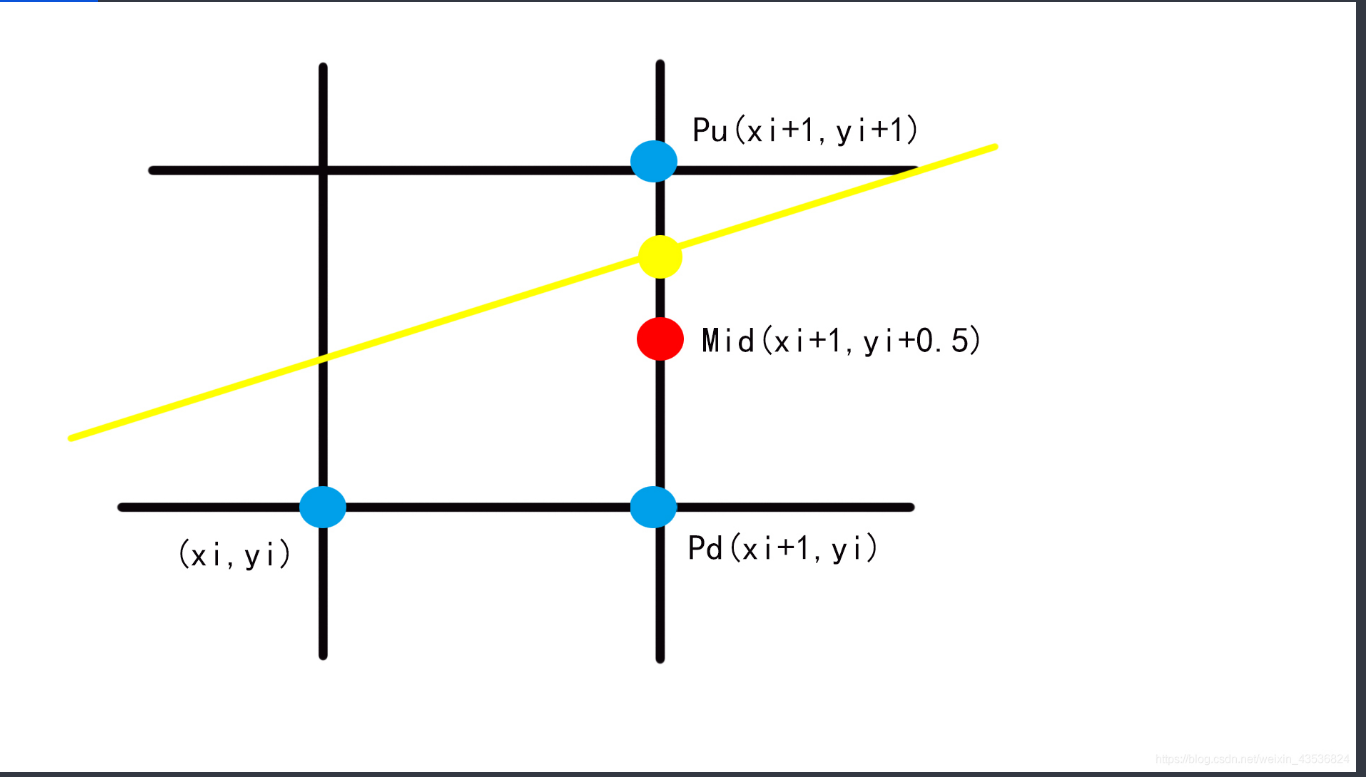 Pu(xi+1,yi+1)
Mid(xi+1,yi+0.5)
(xi,yi)
Pd(xi+1,yi)
https://blog.csdn.net/weixin_43536824